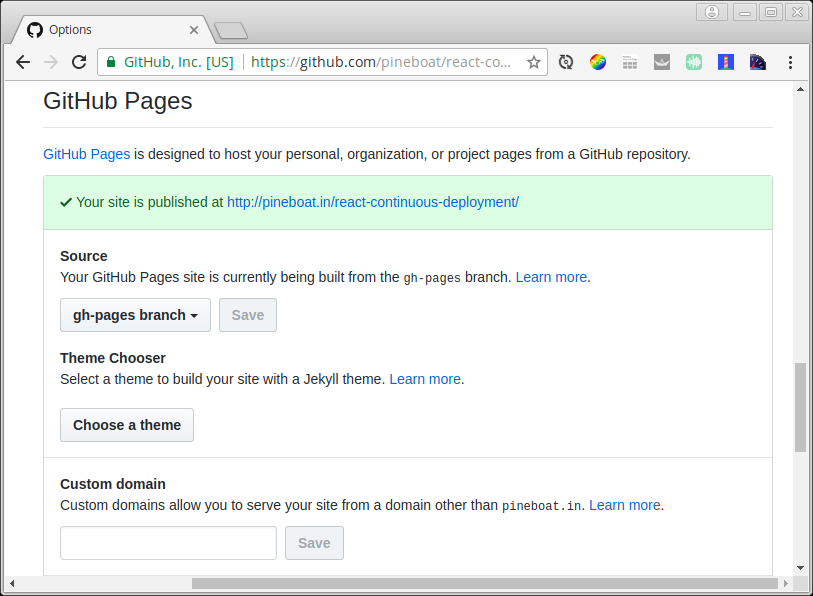 Options
GitHub, Inc. [US] https://github.com/pineboat/react-co...
GitHub Pages
GitHub Pages is designed to host your personal, organization, or project pages from a GitHub repository.
Your site is published at http://pineboat.in/react-continuous-deployment/
Source
Your GitHub Pages site is currently being built from the gh-pages branch. Learn more.
gh-pages branch Save
Theme Chooser
Select a theme to build your site with a Jekyll theme. Learn more.
Choose a theme
Custom domain
Custom domains allow you to serve your site from a domain other than pineboat.in. Learn more.
Save